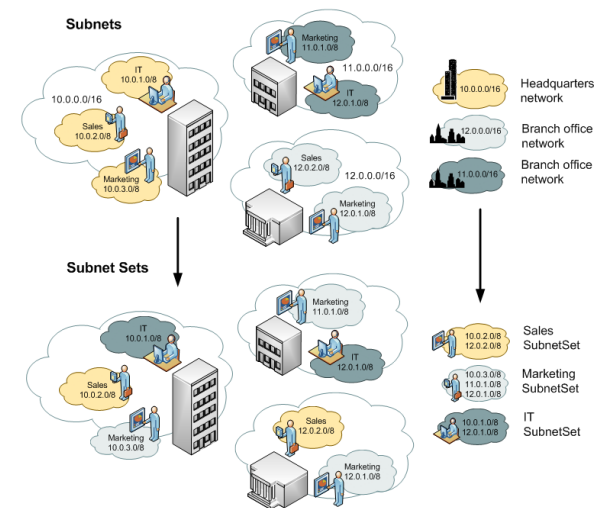 Subnets
IT
10.0.1.0/8
10.0.0.0/16
Sales
10.0.2.0/8
Marketing
10.0.3.0/8
Marketing
11.0.1.0/8
11.0.0.0/16
IT
12.0.1.0/8
Sales
12.0.2.0/8
12.0.0.0/16
Marketing
12.0.1.0/8
10.0.0.0/16
Headquarters
network
12.0.0.0/16
Branch office
network
11.0.0.0/16
Branch office
network
Subnet Sets
IT
10.0.1.0/8
Sales
10.0.2.0/8
Marketing
10.0.3.0/8
Marketing
11.0.1.0/8
IT
12.0.1.0/8
Sales
12.0.2.0/8
Marketing
12.0.1.0/8
10.0.2.0/8
12.0.2.0/8
Sales
SubnetSet
10.0.3.0/8
11.0.1.0/8
12.0.1.0/8
Marketing
SubnetSet
10.0.1.0/8
12.0.1.0/8
IT
SubnetSet